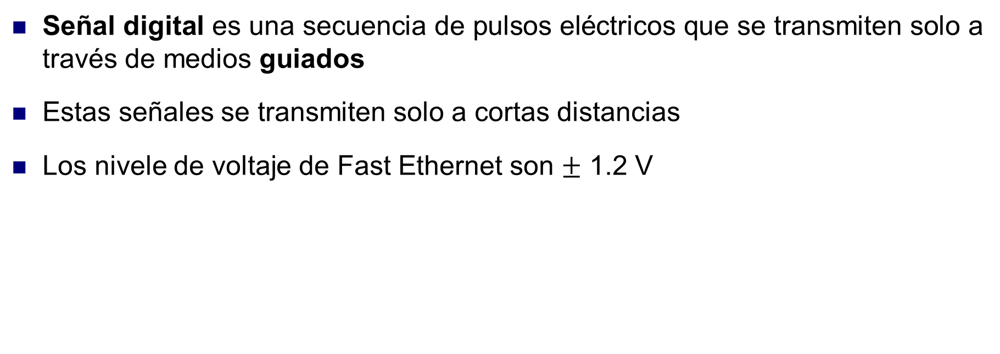 Señal digital es una secuencia de pulsos eléctricos que se transmiten solo a
través de medios guiados
Estas señales se transmiten solo a cortas distancias
Los nivele de voltaje de Fast Ethernet son ± 1.2 V